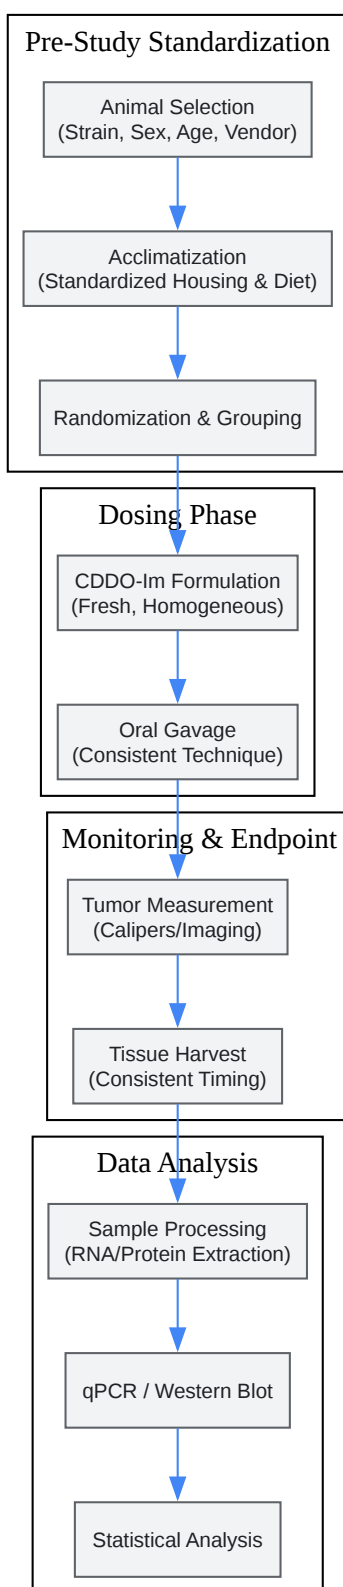 Pre-Study Standardization
Animal Selection
(Strain, Sex, Age, Vendor)
Acclimatization
(Standardized Housing & Diet)
Randomization & Grouping
Dosing Phase
CDDO-Im Formulation
(Fresh, Homogeneous)
Oral Gavage
(Consistent Technique)
Monitoring & Endpoint
Tumor Measurement
(Calipers/Imaging)
Tissue Harvest
(Consistent Timing)
Data Analysis
Sample Processing
(RNA/Protein Extraction)
qPCR / Western Blot
Statistical Analysis